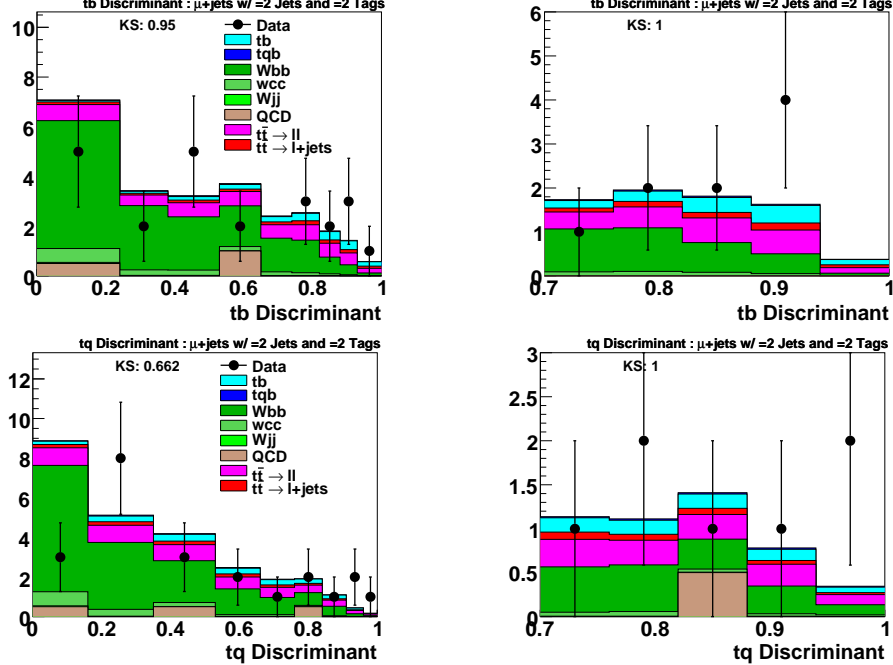 tb Discriminant : μ+jets w/ =2 Jets and =2 Tags
KS: 0.95
Data
tb
tqb
Wbb
wcc
Wjj
QCD
tt̄ → ll
tt̄ → l+jets
10
8
6
4
2
0
0 0.2 0.4 0.6 0.8 1
tb Discriminant
tb Discriminant : μ+jets w/ =2 Jets and =2 Tags
KS: 1
6
5
4
3
2
1
0
0.7 0.8 0.9 1
tb Discriminant
tq Discriminant : μ+jets w/ =2 Jets and =2 Tags
KS: 0.662
Data
tb
tqb
Wbb
wcc
Wjj
QCD
tt̄ → ll
tt̄ → l+jets
12
10
8
6
4
2
0
0 0.2 0.4 0.6 0.8 1
tq Discriminant
tq Discriminant : μ+jets w/ =2 Jets and =2 Tags
KS: 1
3
2.5
2
1.5
1
0.5
0
0.7 0.8 0.9 1
tq Discriminant